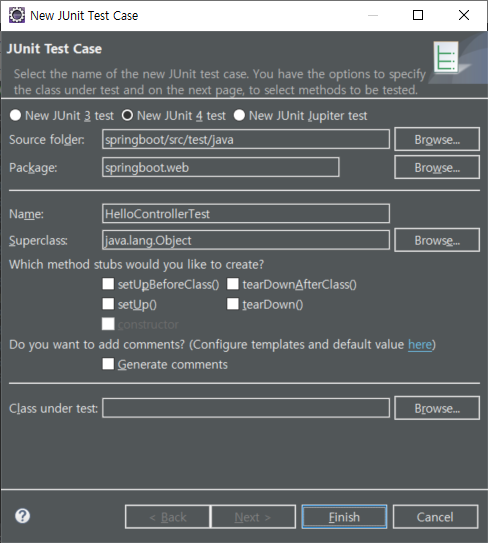 New JUnit Test Case
JUnit Test Case
Select the name of the new JUnit test case. You have the options to specify
the class under test and on the next page, to select methods to be tested.
New JUnit 3 test New JUnit 4 test New JUnit Jupiter test
Source folder: springboot/src/test/java Browse...
Package: springboot.web Browse...
Name: HelloControllerTest
Superclass: java.lang.Object Browse...
Which method stubs would you like to create?
setUpBeforeClass() tearDownAfterClass()
setUp() tearDown()
constructor
Do you want to add comments? (Configure templates and default value here)
Generate comments
Class under test: Browse...
? < Back Next > Finish Cancel